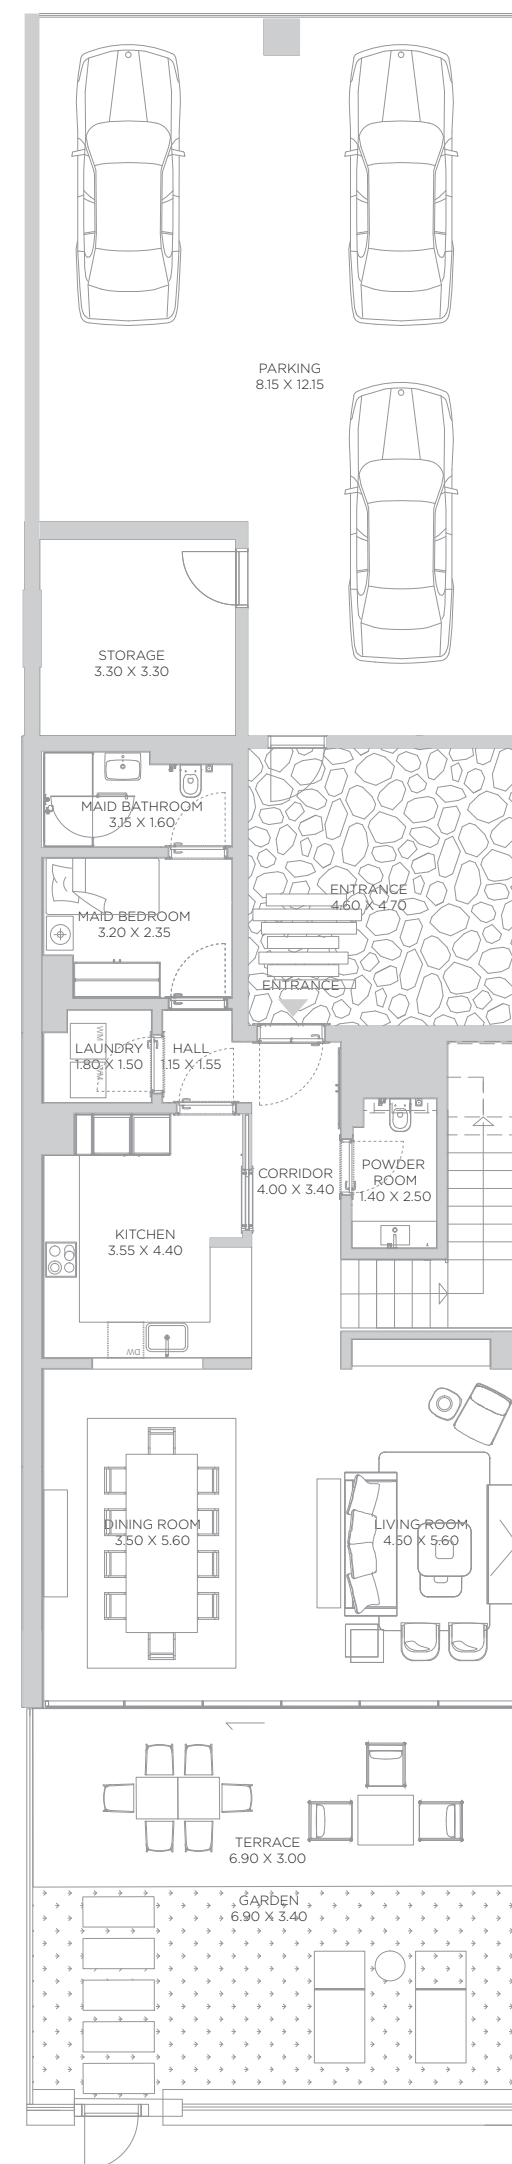 PARKING
8.15 X 12.15
STORAGE
3.30 X 3.30
MAID BATHROOM
3.15 X 1.60
ENTRANCE
4.60 X 4.70
MAID BEDROOM
3.20 X 2.35
ENTRANCE
WM
WM
LAUNDRY
1.80 X 1.50
HALL
1.15 X 1.55
CORRIDOR
4.00 X 3.40
POWDER
ROOM
1.40 X 2.50
KITCHEN
3.55 X 4.40
DW
DINING ROOM
3.50 X 5.60
LIVING ROOM
4.50 X 5.60
TERRACE
6.90 X 3.00
GARDEN
6.90 X 3.40